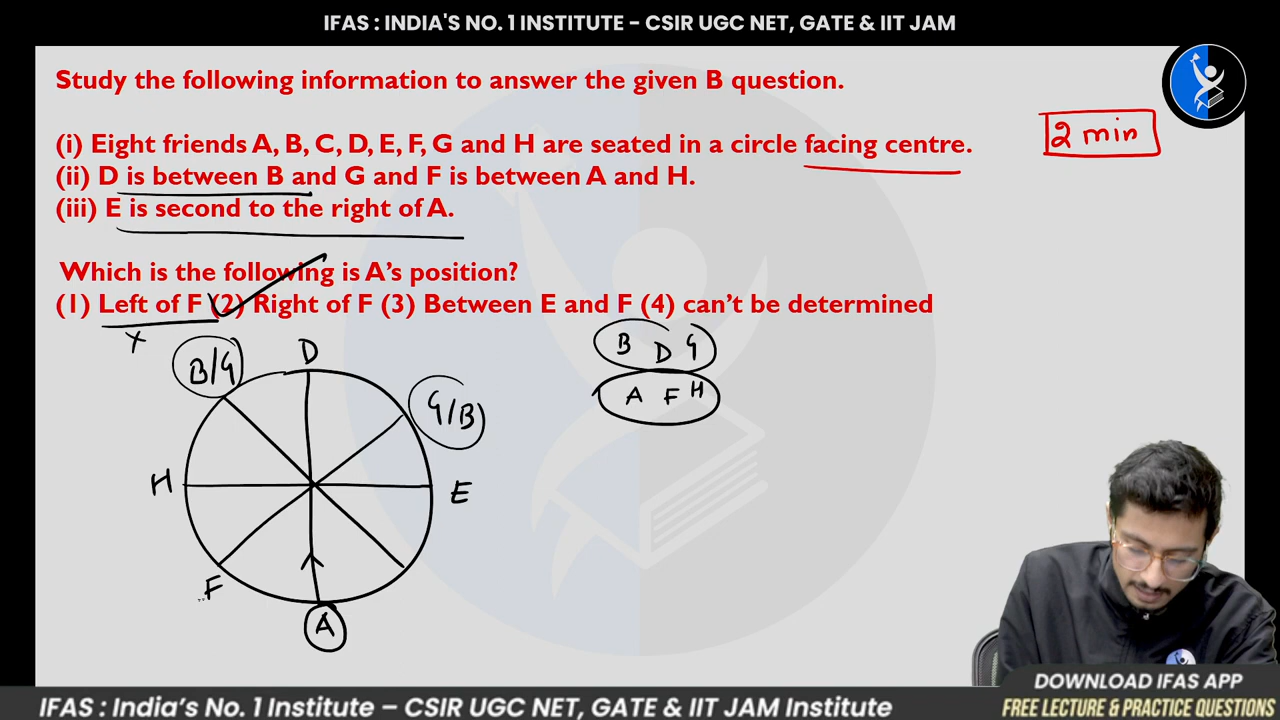 IFAS : INDIA'S NO. 1 INSTITUTE – CSIR UGC NET, GATE & IIT JAM
Study the following information to answer the given B question.
2 min
(i) Eight friends A, B, C, D, E, F, G and H are seated in a circle facing centre.
(ii) D is between B and G and F is between A and H.
(iii) E is second to the right of A.
Which is the following is A's position?
(1) Left of F (2) Right of F (3) Between E and F (4) can't be determined
X
B D G
A F H
D
B/G
G/B
H
E
F
A
DOWNLOAD IFAS APP
FREE LECTURE & PRACTICE QUESTIONS
IFAS : India's No. 1 Institute – CSIR UGC NET, GATE & IIT JAM Institute